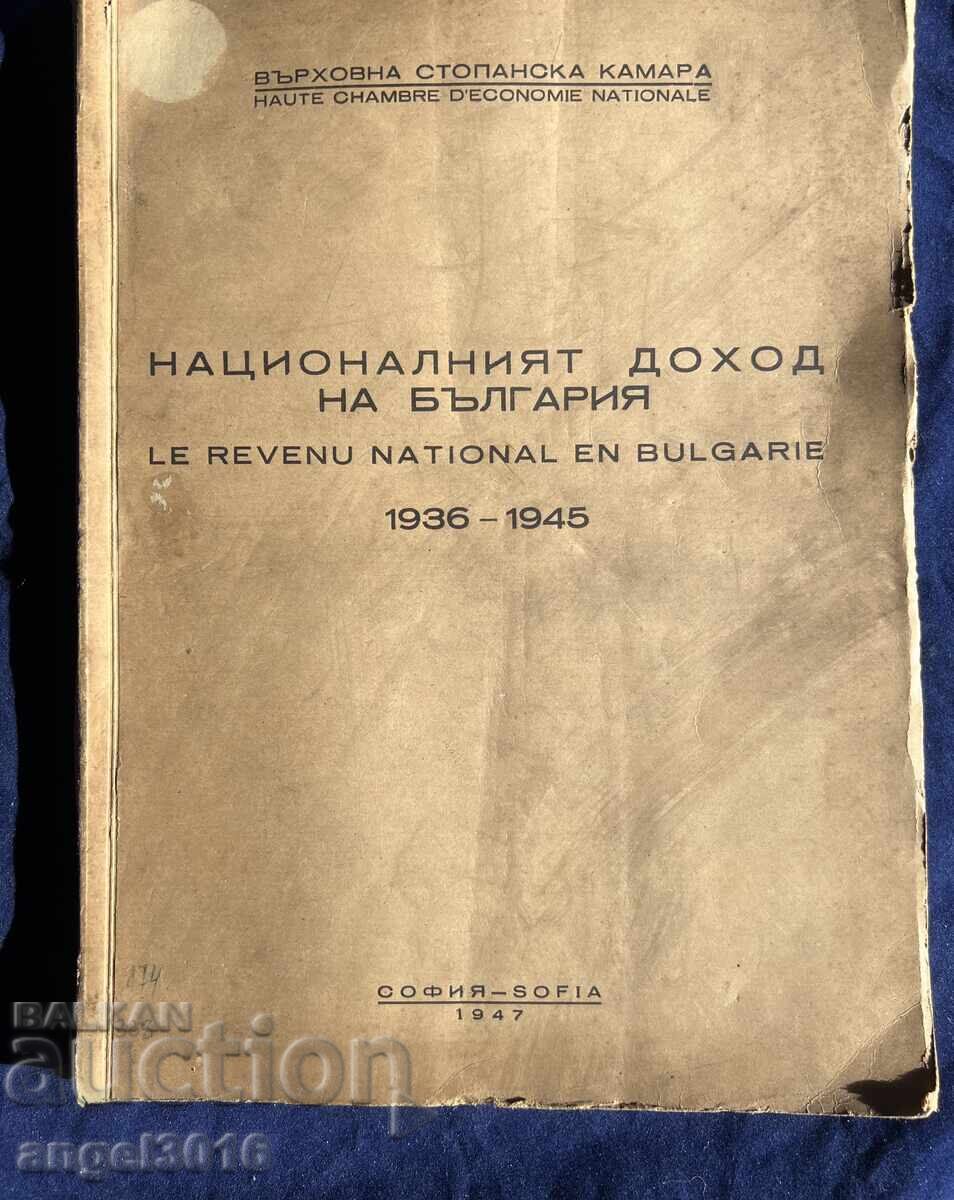 ВЪРХОВНА СТОПАНСКА КАМАРА
HAUTE CHAMBRE D'ECONOMIE NATIONALE
НАЦИОНАЛНИЯТ ДОХОД
НА БЪЛГАРИЯ
LE REVENU NATIONAL EN BULGARIE
1936 – 1945
174
СОФИЯ – SOFIA
1947
BALKAN
auction
angel3016